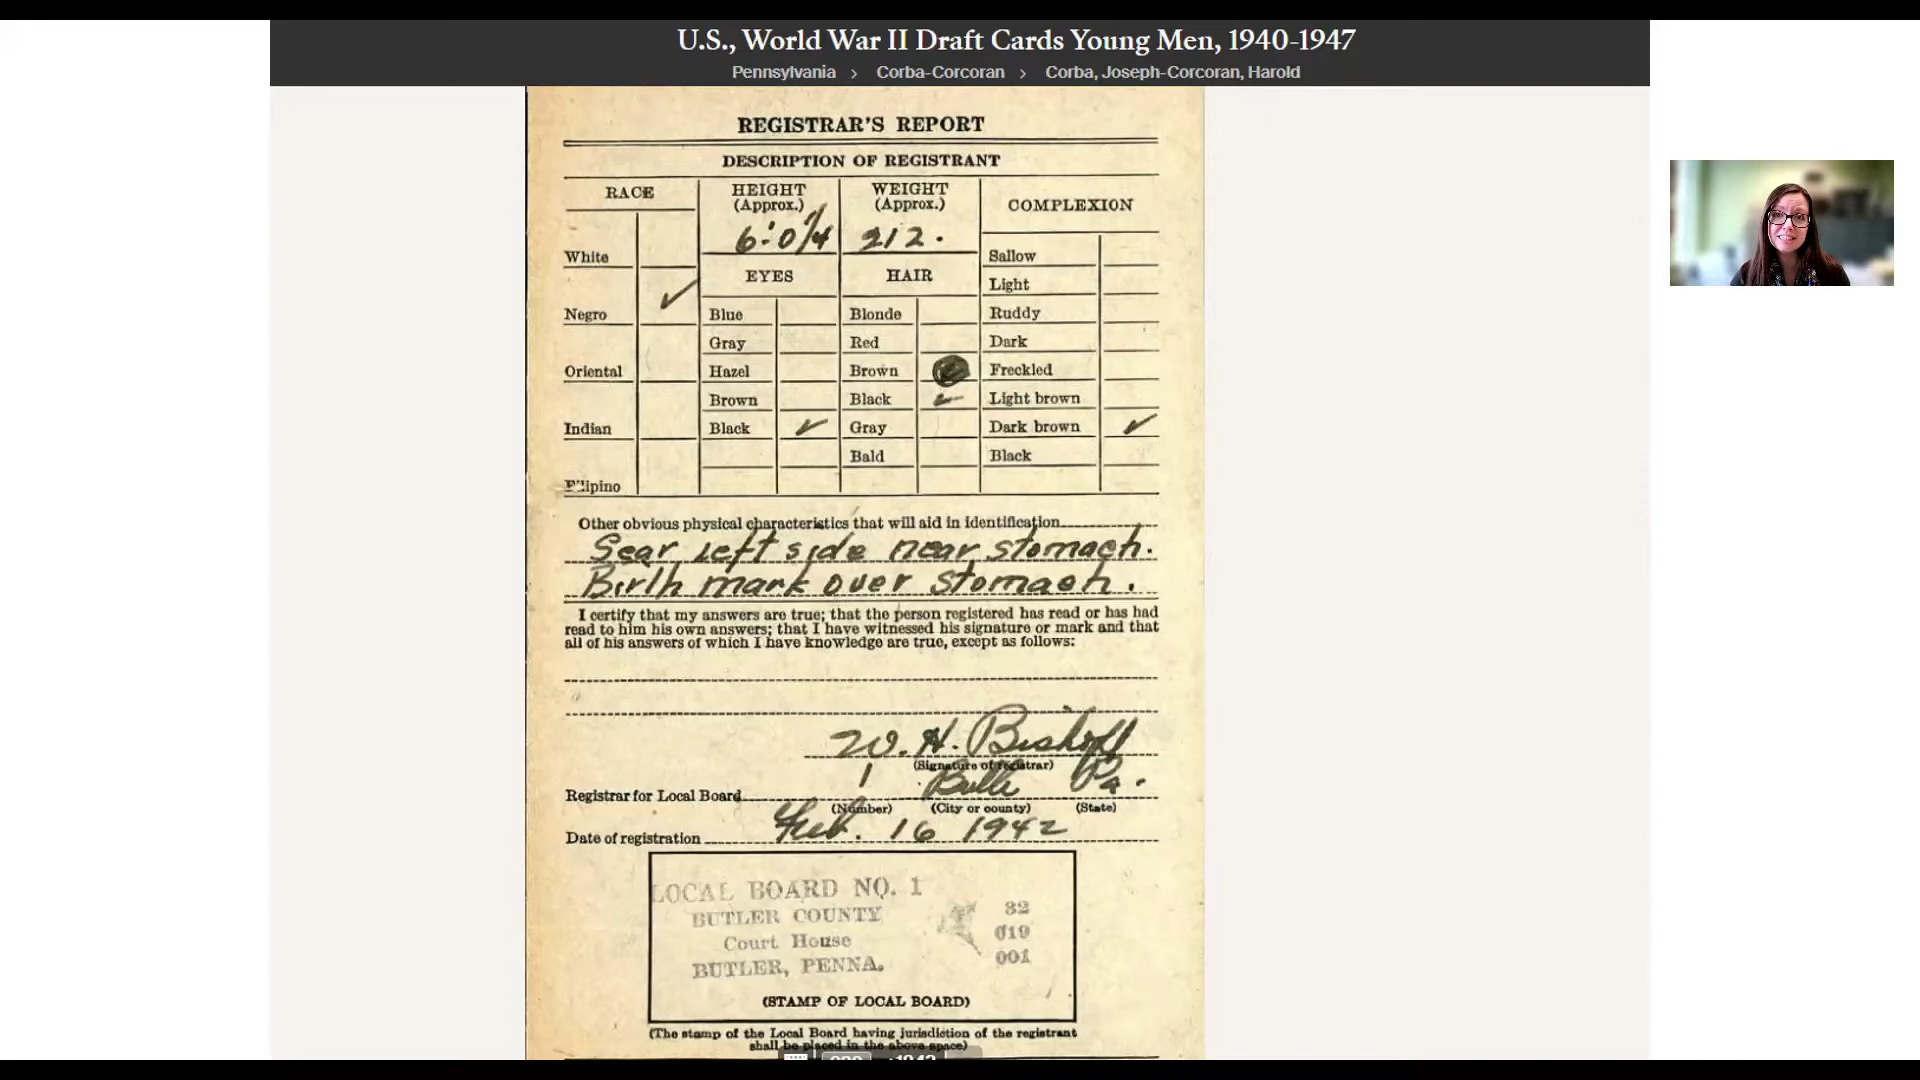 U.S., World War II Draft Cards Young Men, 1940-1947
Pennsylvania > Corba-Corcoran > Corba, Joseph-Corcoran, Harold
REGISTRAR'S REPORT
DESCRIPTION OF REGISTRANT
RACE
White
Negro ✓
Oriental
Indian
Filipino
HEIGHT
(Approx.)
6'-0 1/4
WEIGHT
(Approx.)
212.
EYES
Blue
Gray
Hazel
Brown
Black ✓
HAIR
Blonde
Red
Brown
Black ✓
Gray
Bald
COMPLEXION
Sallow
Light
Ruddy
Dark
Freckled
Light brown
Dark brown ✓
Black
Other obvious physical characteristics that will aid in identification
Scar left side near stomach.
Birth mark over stomach.
I certify that my answers are true; that the person registered has read or has had
read to him his own answers; that I have witnessed his signature or mark and that
all of his answers of which I have knowledge are true, except as follows:
W. H. Bishoff
(Signature of registrar)
Registrar for Local Board 1 Pa.
(Number) (City or county) (State)
Date of registration Feb. 16 1942
LOCAL BOARD NO. 1
BUTLER COUNTY
Court House
BUTLER, PENNA.
32
019
001
(STAMP OF LOCAL BOARD)
(The stamp of the Local Board having jurisdiction of the registrant
shall be placed in the above space)